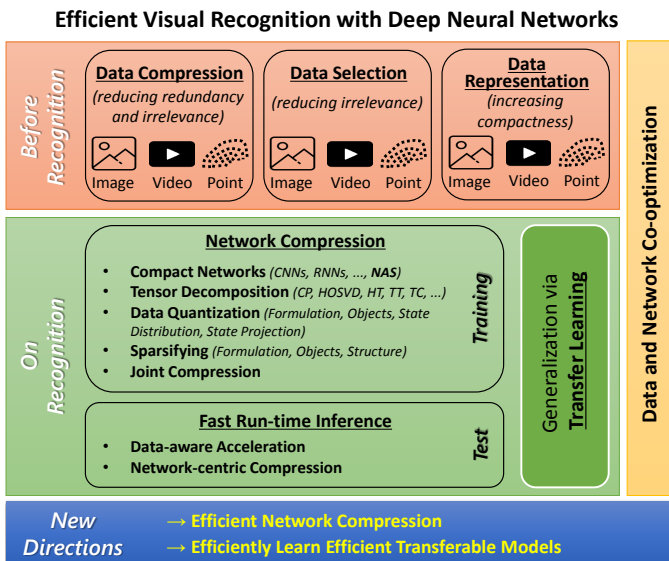 Efficient Visual Recognition with Deep Neural Networks
Before
Recognition
Data Compression
(reducing redundancy
and irrelevance)
Image Video Point
Data Selection
(reducing irrelevance)
Image Video Point
Data
Representation
(increasing
compactness)
Image Video Point
On
Recognition
Network Compression
• Compact Networks (CNNs, RNNs, ..., NAS)
• Tensor Decomposition (CP, HOSVD, HT, TT, TC, ...)
• Data Quantization (Formulation, Objects, State
Distribution, State Projection)
• Sparsifying (Formulation, Objects, Structure)
• Joint Compression
Training
Fast Run-time Inference
• Data-aware Acceleration
• Network-centric Compression
Test
Generalization via
Transfer Learning
Data and Network Co-optimization
New
Directions
→ Efficient Network Compression
→ Efficiently Learn Efficient Transferable Models